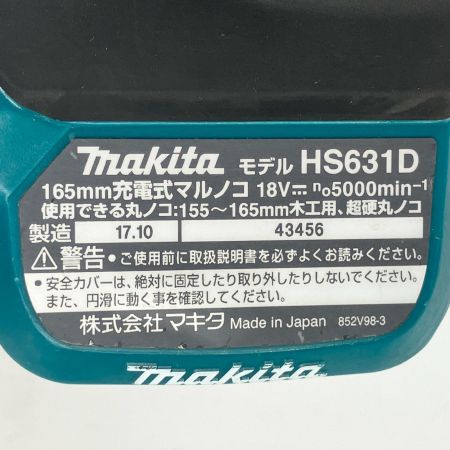 makita モデル HS631D
165mm充電式マルノコ 18V⎓ n₀5000min⁻¹
使用できる丸ノコ:155～165mm木工用、超硬丸ノコ
製造 17.10 43456
⚠警告・ご使用前に取扱説明書を必ずよくお読みください。
・安全カバーは、絶対に固定したり取り外したりしないでください。
また、円滑に動く事を確認してください。
株式会社マキタ Made in Japan 852V98-3
makita